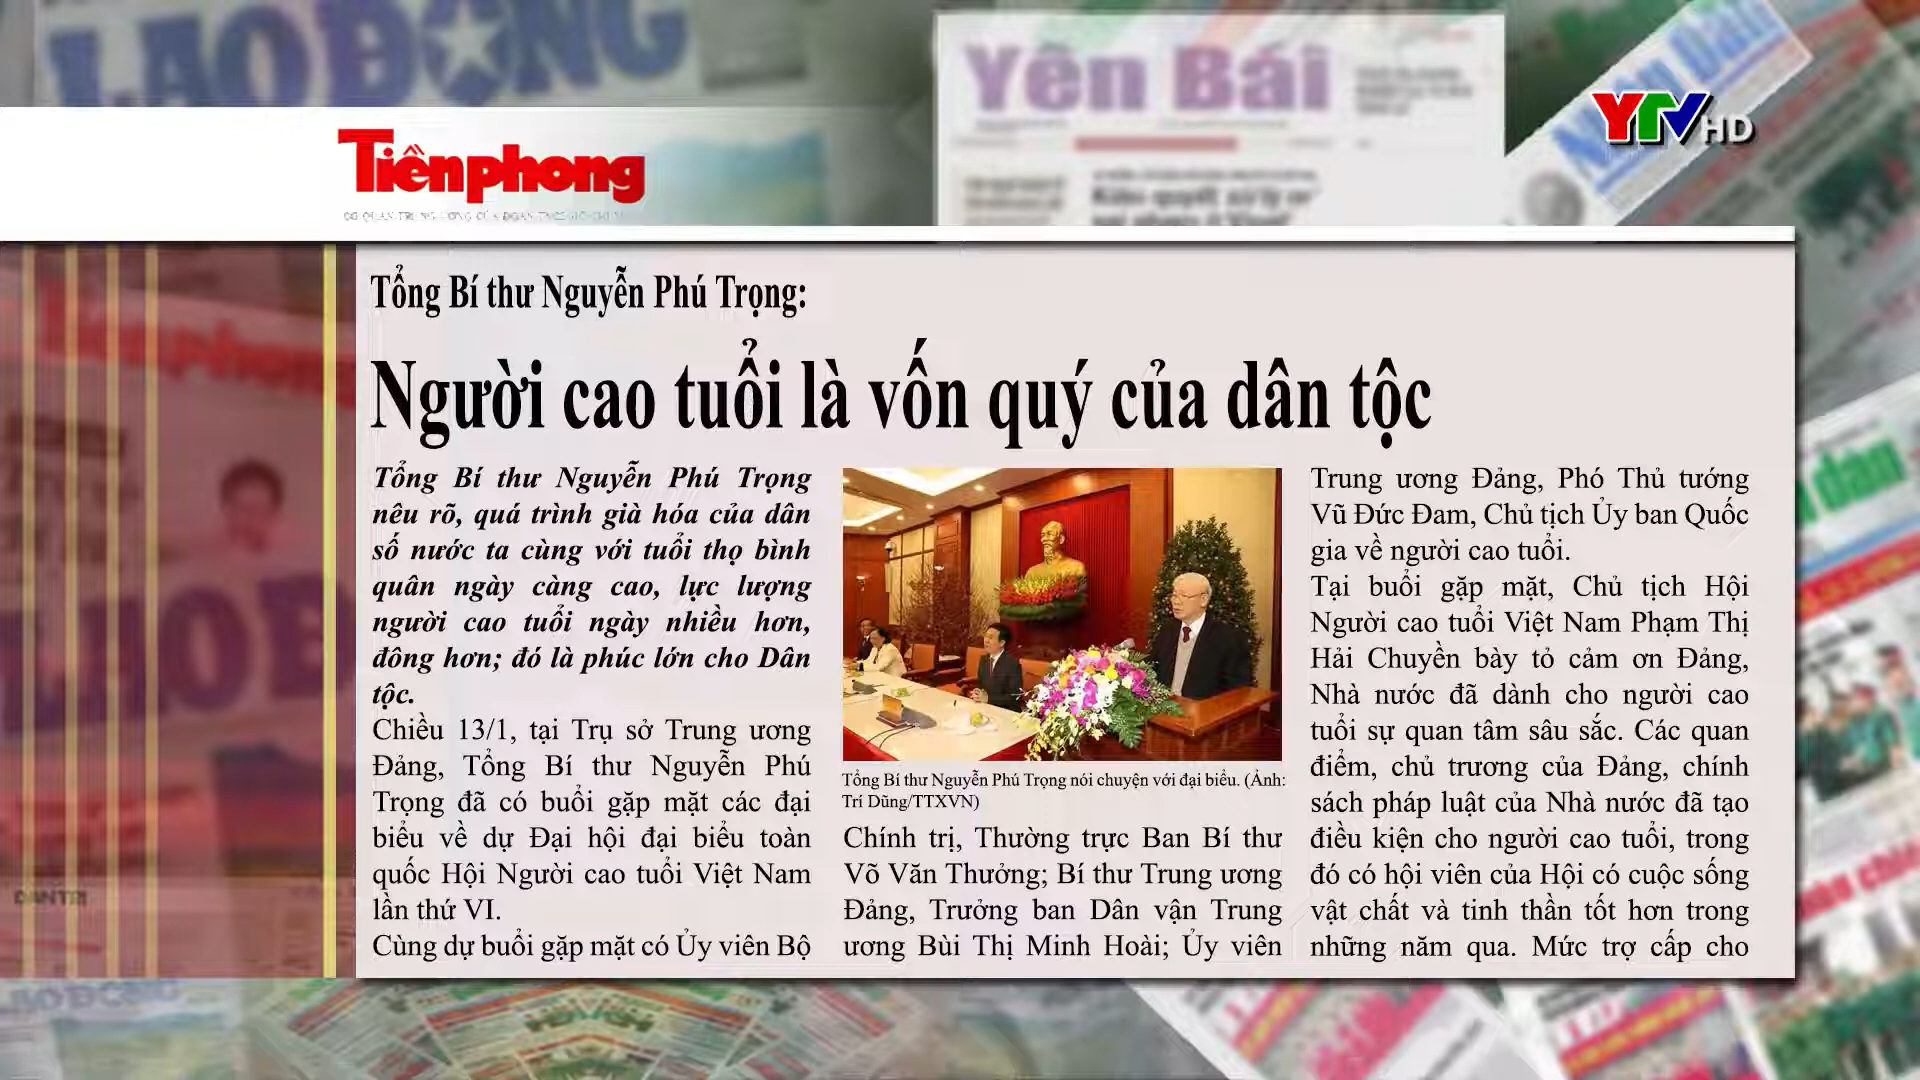 LAO ĐỘNG
Yên Bái
Nhân Dân
YTV HD
Tiềnphong
Tổng Bí thư Nguyễn Phú Trọng:
Người cao tuổi là vốn quý của dân tộc
Tổng Bí thư Nguyễn Phú Trọng
nêu rõ, quá trình già hóa của dân
số nước ta cùng với tuổi thọ bình
quân ngày càng cao, lực lượng
người cao tuổi ngày nhiều hơn,
đông hơn; đó là phúc lớn cho Dân
tộc.
Chiều 13/1, tại Trụ sở Trung ương
Đảng, Tổng Bí thư Nguyễn Phú
Trọng đã có buổi gặp mặt các đại
biểu về dự Đại hội đại biểu toàn
quốc Hội Người cao tuổi Việt Nam
lần thứ VI.
Cùng dự buổi gặp mặt có Ủy viên Bộ
Tổng Bí thư Nguyễn Phú Trọng nói chuyện với đại biểu. (Ảnh:
Trí Dũng/TTXVN)
Chính trị, Thường trực Ban Bí thư
Võ Văn Thưởng; Bí thư Trung ương
Đảng, Trưởng ban Dân vận Trung
ương Bùi Thị Minh Hoài; Ủy viên
Trung ương Đảng, Phó Thủ tướng
Vũ Đức Đam, Chủ tịch Ủy ban Quốc
gia về người cao tuổi.
Tại buổi gặp mặt, Chủ tịch Hội
Người cao tuổi Việt Nam Phạm Thị
Hải Chuyền bày tỏ cảm ơn Đảng,
Nhà nước đã dành cho người cao
tuổi sự quan tâm sâu sắc. Các quan
điểm, chủ trương của Đảng, chính
sách pháp luật của Nhà nước đã tạo
điều kiện cho người cao tuổi, trong
đó có hội viên của Hội có cuộc sống
vật chất và tinh thần tốt hơn trong
những năm qua. Mức trợ cấp cho